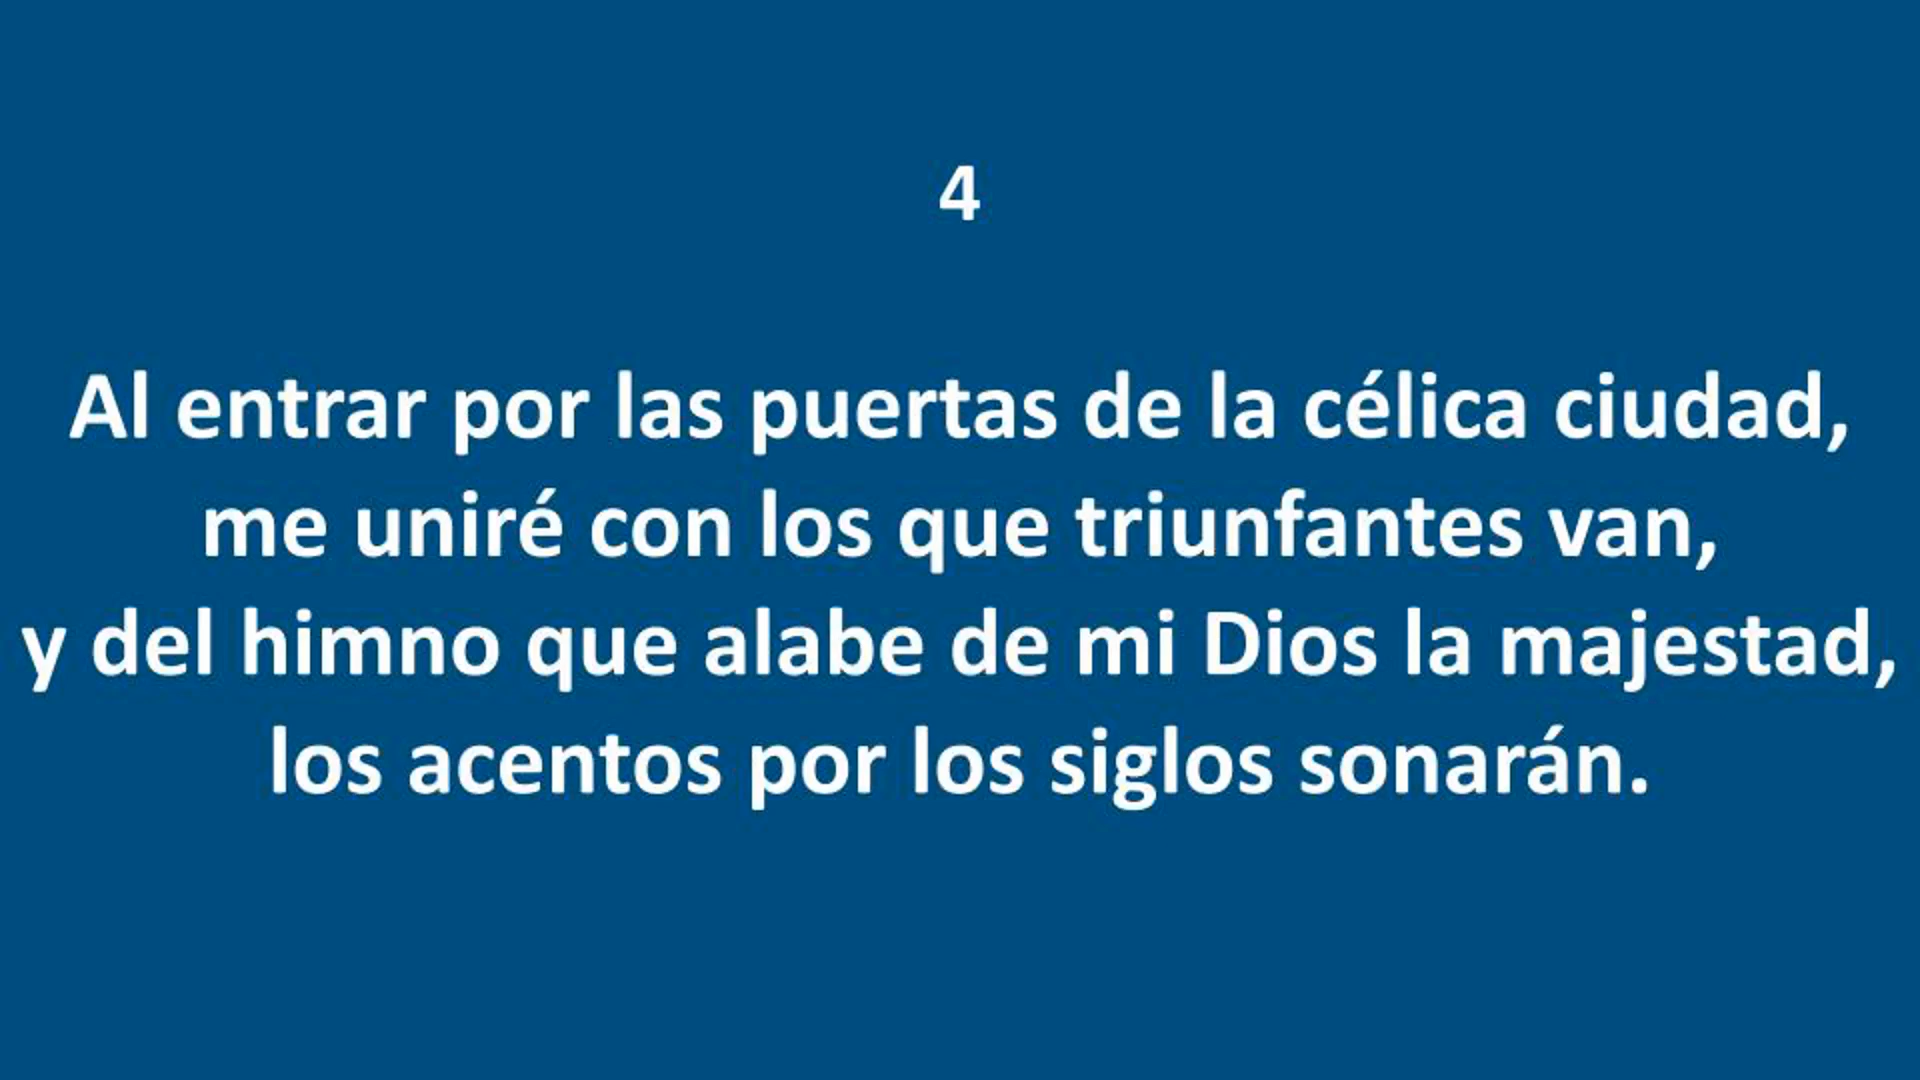 4
Al entrar por las puertas de la célica ciudad,
me uniré con los que triunfantes van,
y del himno que alabe de mi Dios la majestad,
los acentos por los siglos sonarán.